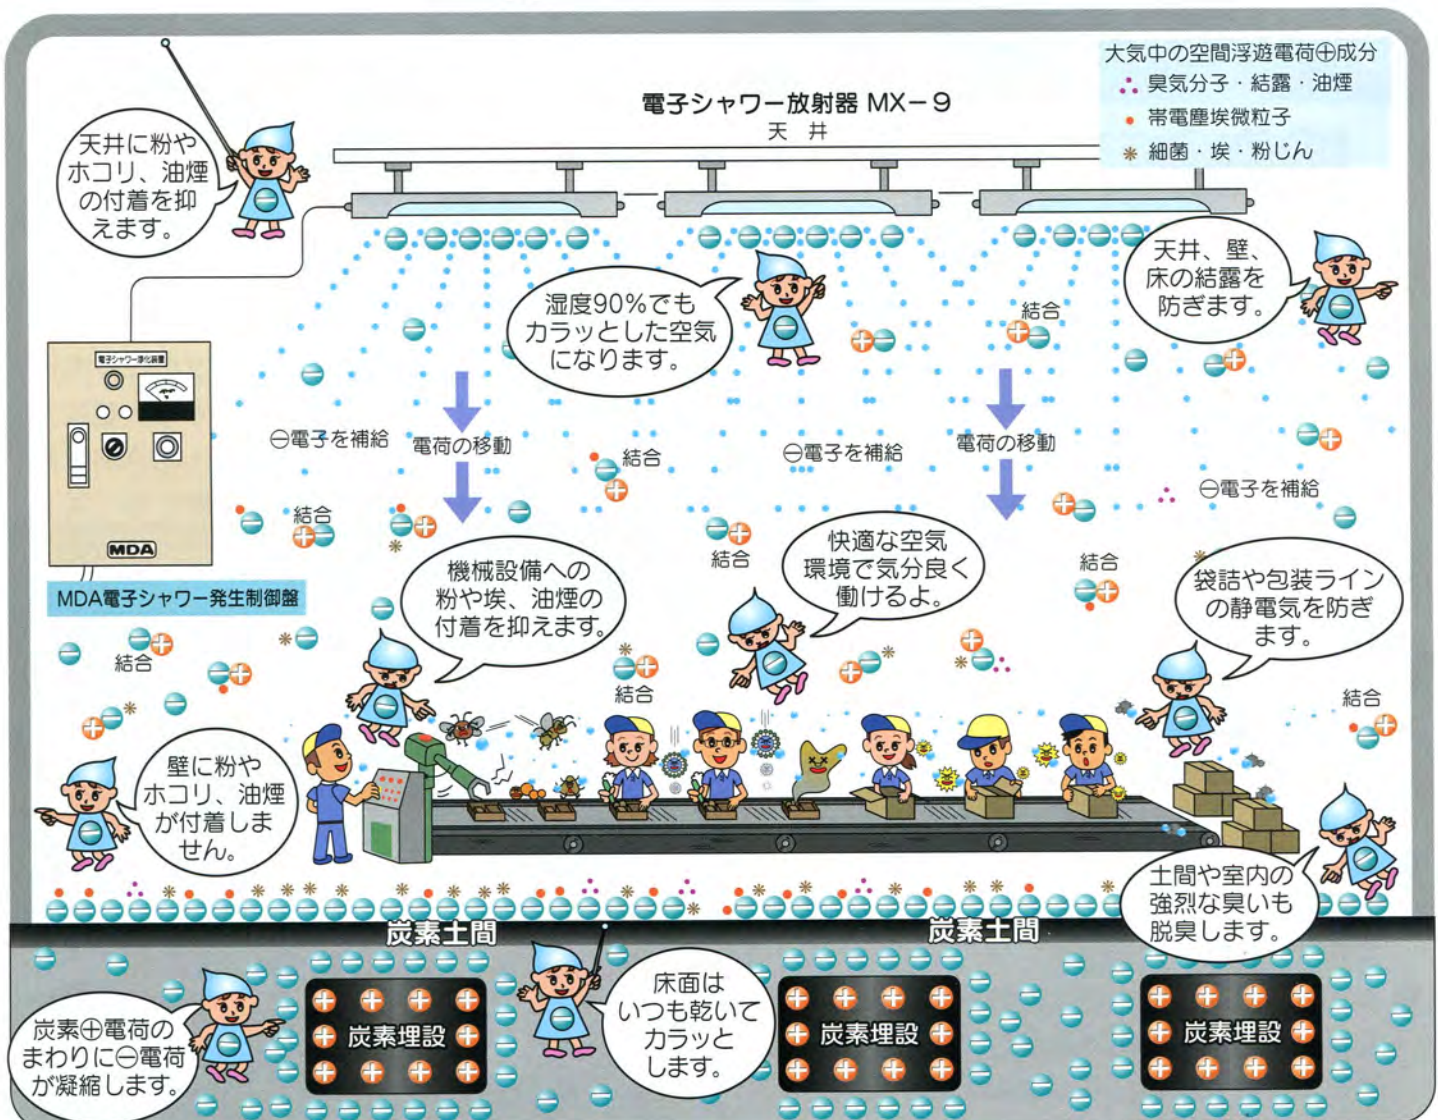 大気中の空間浮遊電荷⊕成分
臭気分子・結露・油煙
帯電塵埃微粒子
細菌・埃・粉じん
電子シャワー放射器 MX－9
天 井
天井に粉や
ホコリ、油煙
の付着を抑
えます。
湿度90％でも
カラッとした空気
になります。
天井、壁、
床の結露を
防ぎます。
結合
電子シャワー浄化装置
MDA
MDA電子シャワー発生制御盤
⊖電子を補給
電荷の移動
結合
⊖電子を補給
電荷の移動
⊖電子を補給
結合
結合
結合
機械設備への
粉や埃、油煙の
付着を抑えます。
快適な空気
環境で気分良く
働けるよ。
袋詰や包装ライン
の静電気を防ぎ
ます。
結合
結合
結合
壁に粉や
ホコリ、油煙
が付着しま
せん。
土間や室内の
強烈な臭いも
脱臭します。
炭素土間
炭素土間
炭素⊕電荷の
まわりに⊖電荷
が凝縮します。
炭素埋設
床面は
いつも乾いて
カラッと
します。
炭素埋設
炭素埋設